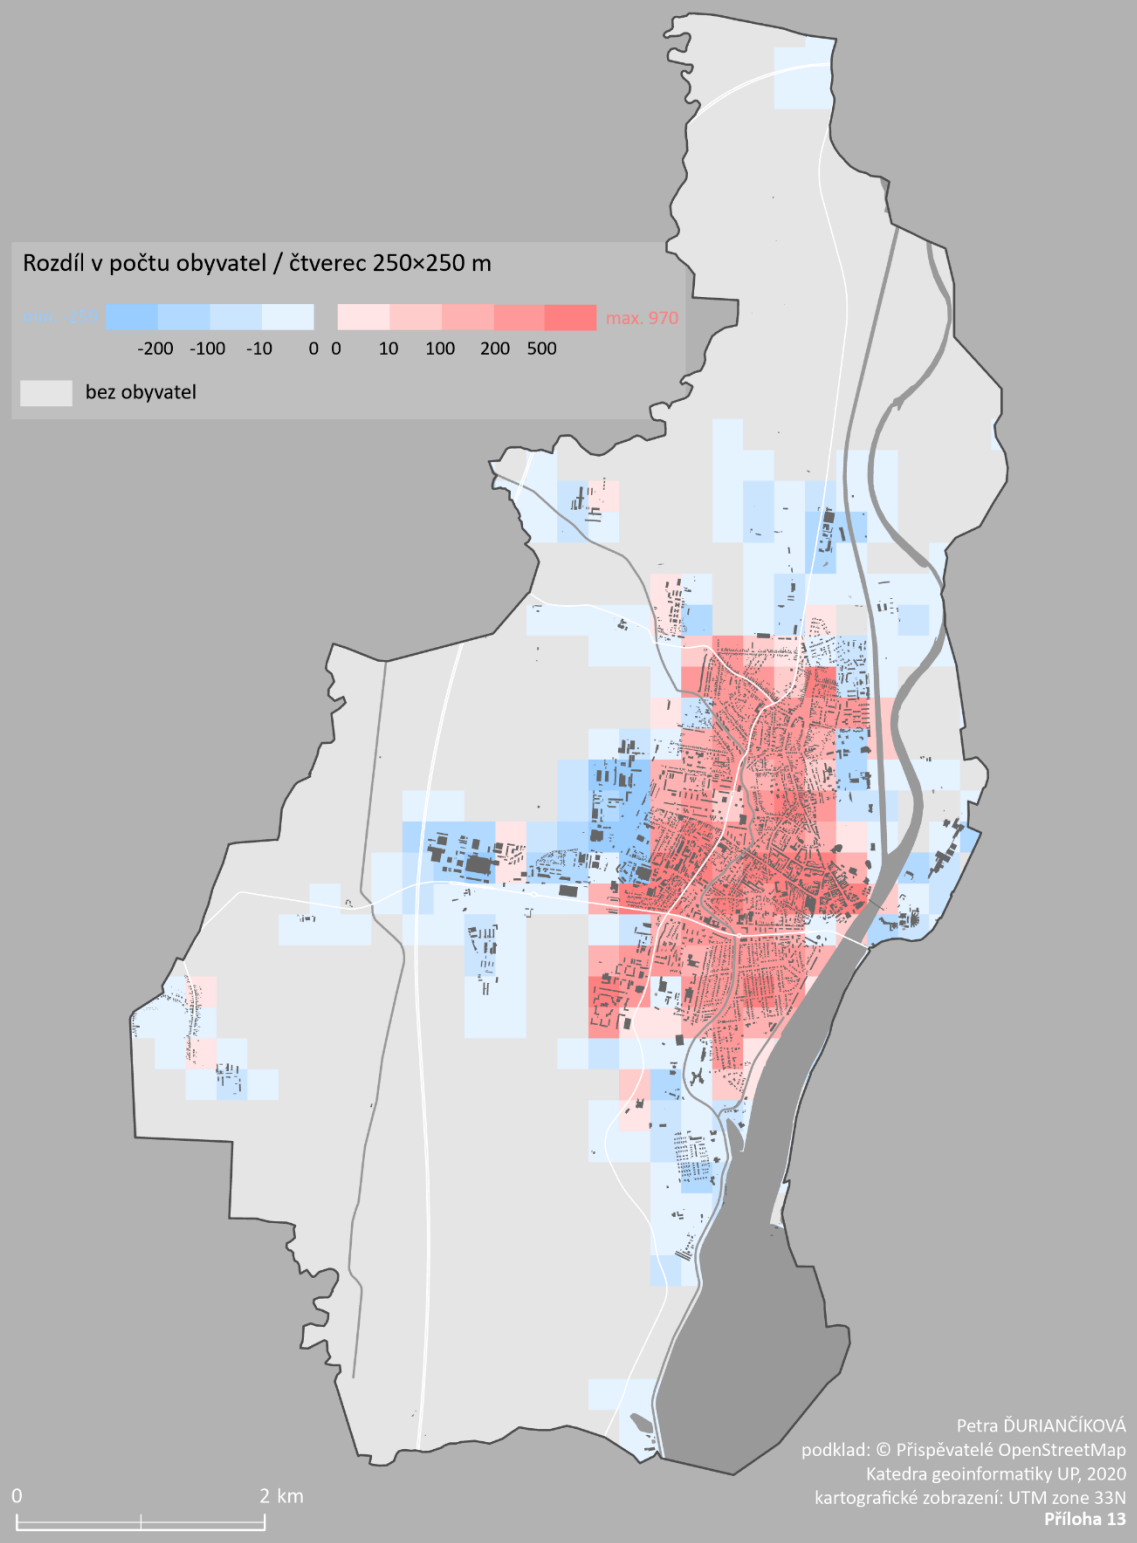 Rozdíl v počtu obyvatel / čtverec 250×250 m
max. 970
-200 -100 -10 0 0 10 100 200 500
bez obyvatel
Petra ĎURIANČÍKOVÁ
podklad: © Přispěvatelé OpenStreetMap
Katedra geoinformatiky UP, 2020
kartografické zobrazení: UTM zone 33N
Příloha 13
0 2 km